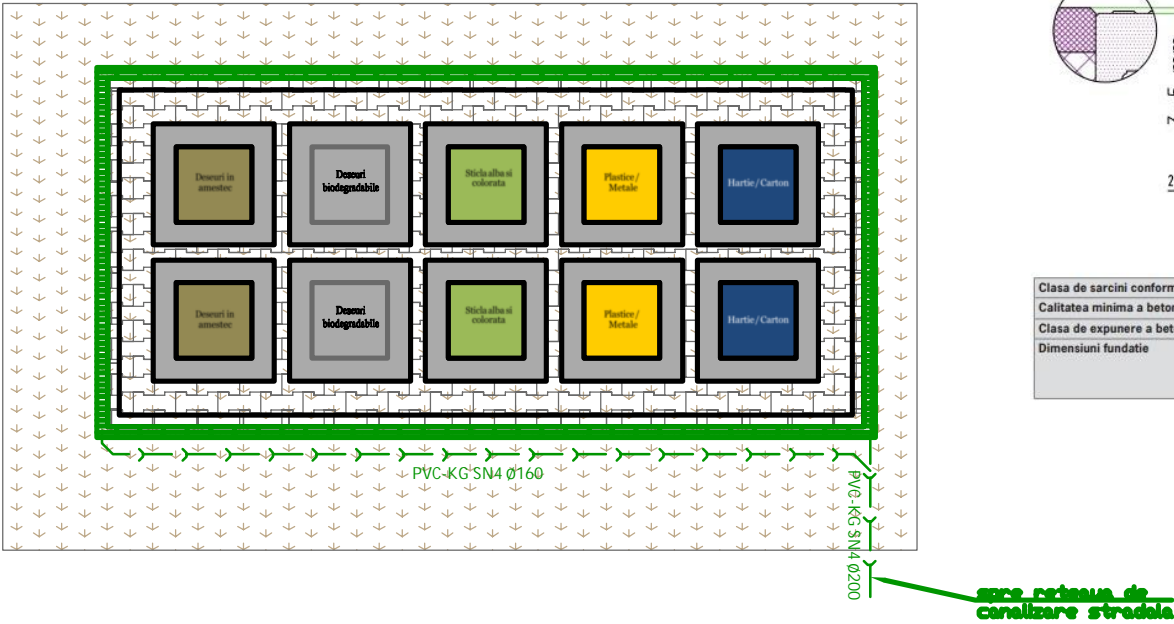 Deseuri in
amestec
Deseuri
biodegradabile
Sticla alba si
colorata
Plastice /
Metale
Hartie/Carton
Deseuri in
amestec
Deseuri
biodegradabile
Sticla alba si
colorata
Plastice /
Metale
Hartie/Carton
PVC-KG SN4 Ø160
PVC-KG SN4 Ø200
spre reteaua de
canalizare stradala
Clasa de sarcini conform
Calitatea minima a beton
Clasa de expunere a bet
Dimensiuni fundatie